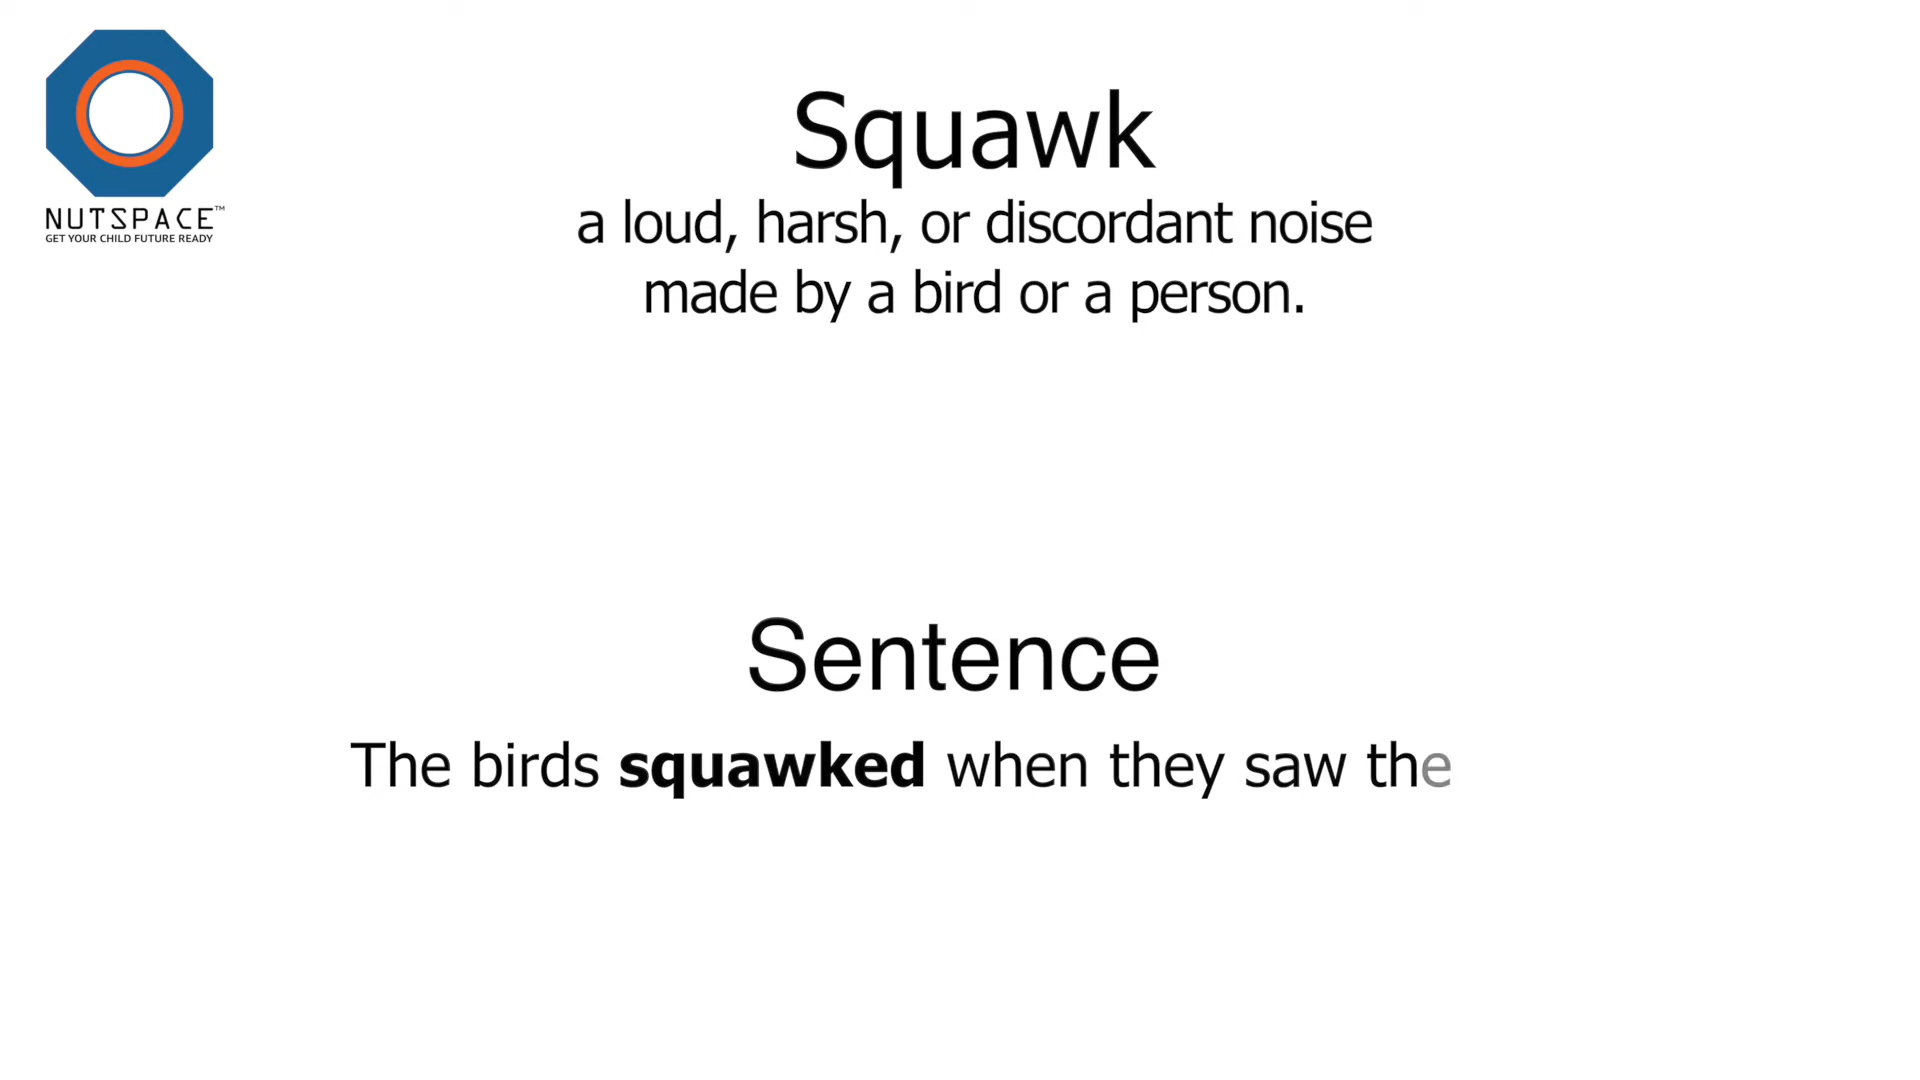 NUTSPACE™
GET YOUR CHILD FUTURE READY
Squawk
a loud, harsh, or discordant noise
made by a bird or a person.
Sentence
The birds squawked when they saw the